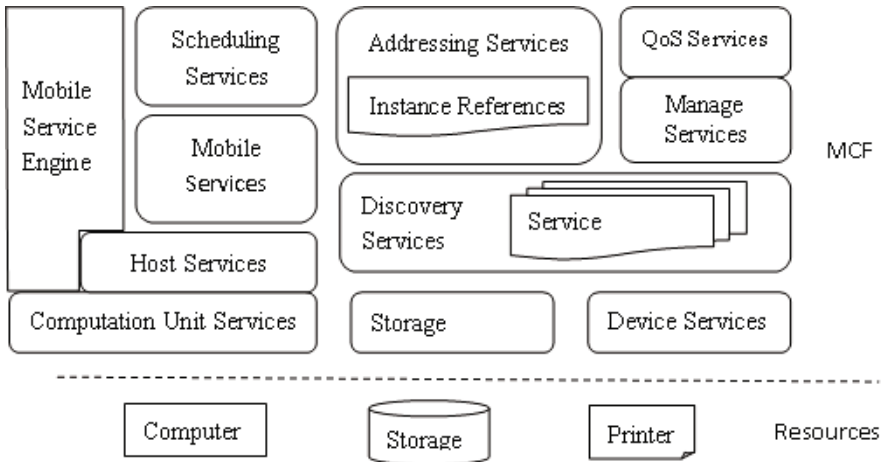 Mobile
Service
Engine
Scheduling
Services
Mobile
Services
Host Services
Computation Unit Services
Addressing Services
Instance References
QoS Services
Manage
Services
MCF
Discovery
Services
Service
Storage
Device Services
Computer
Storage
Printer
Resources